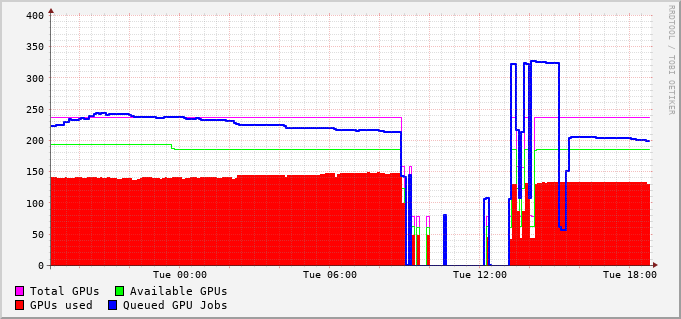 400
350
300
250
200
150
100
50
0
Tue 00:00 Tue 06:00 Tue 12:00 Tue 18:00
Total GPUs Available GPUs
GPUs used Queued GPU Jobs
RRDTOOL / TOBI OETIKER